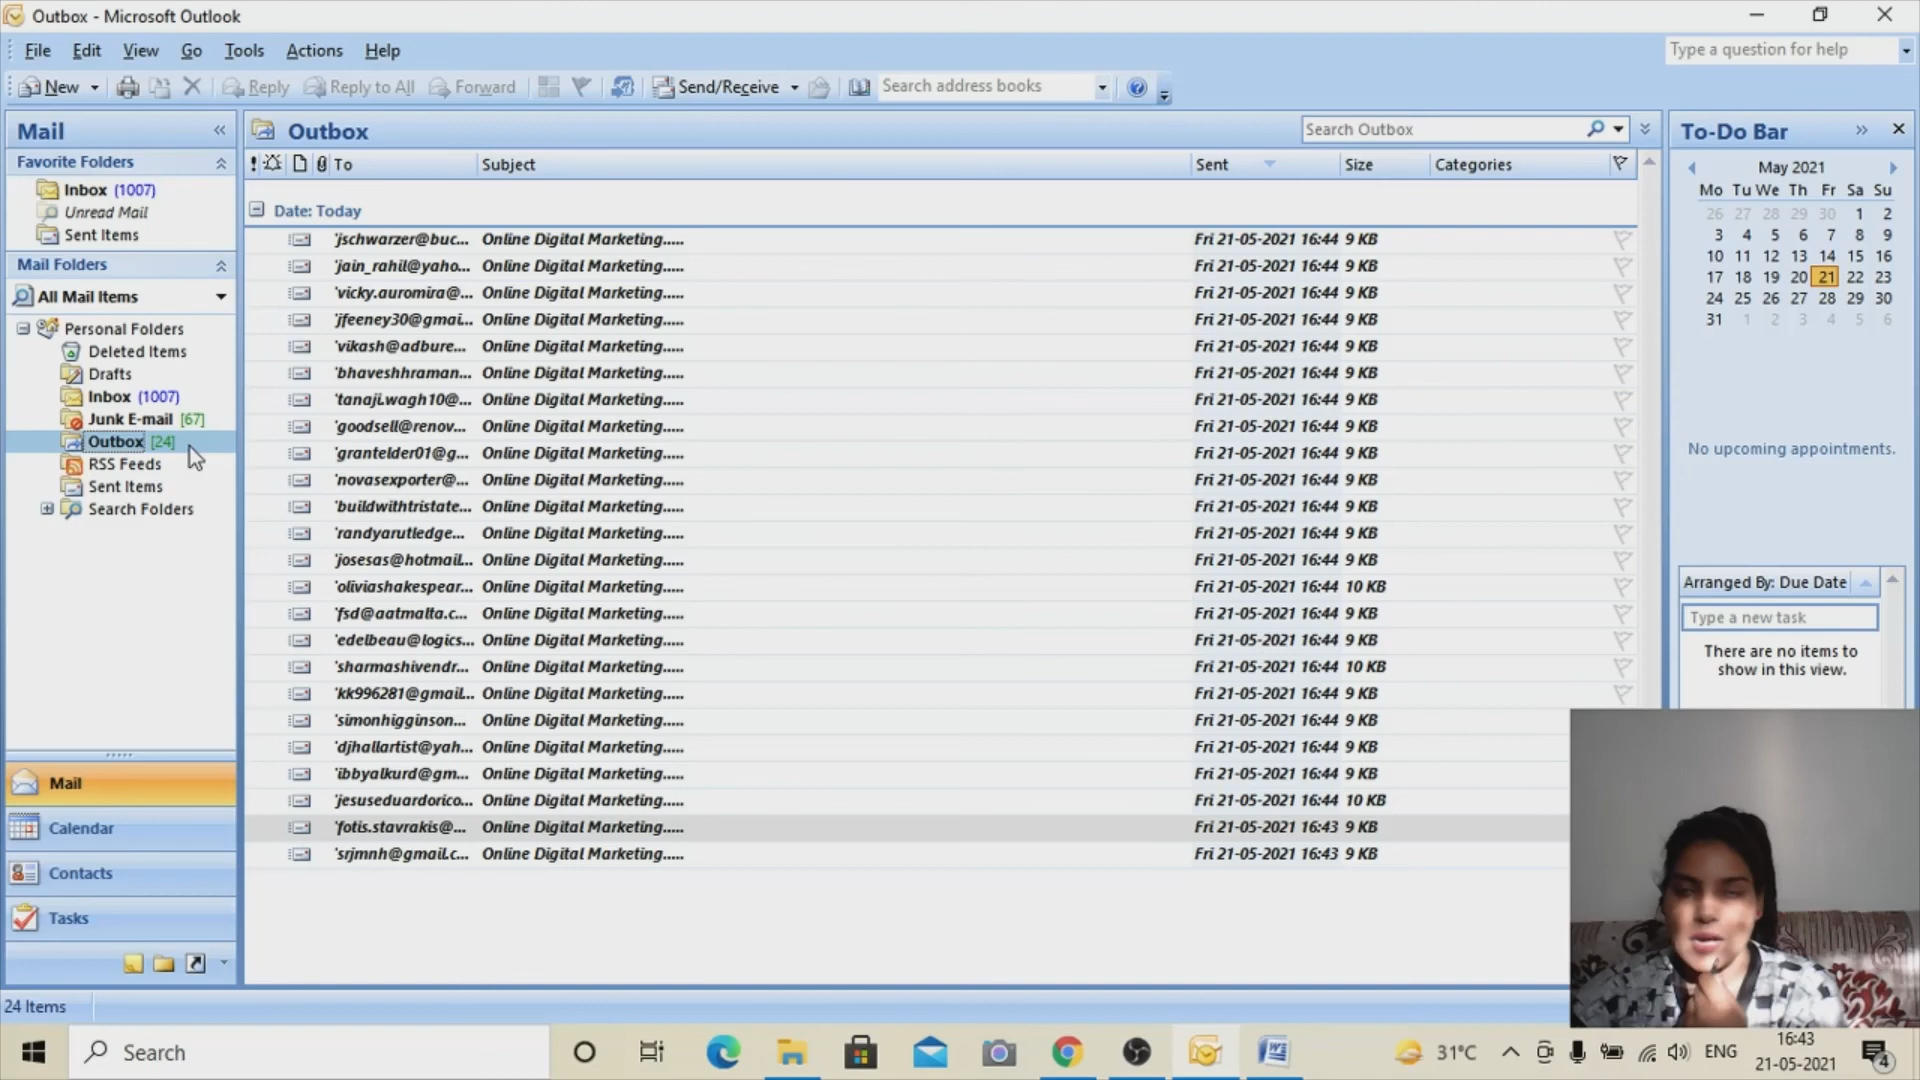 Outbox - Microsoft Outlook
File Edit View Go Tools Actions Help
Type a question for help
New Reply Reply to All Forward Send/Receive Search address books
Mail
Favorite Folders
Inbox (1007)
Unread Mail
Sent Items
Mail Folders
All Mail Items
Personal Folders
Deleted Items
Drafts
Inbox (1007)
Junk E-mail [67]
Outbox [24]
RSS Feeds
Sent Items
Search Folders
Mail
Calendar
Contacts
Tasks
24 Items
Outbox
Search Outbox
! To Subject Sent Size Categories
Date: Today
'jschwarzer@buc... Online Digital Marketing..... Fri 21-05-2021 16:44 9 KB
'jain_rahil@yaho... Online Digital Marketing..... Fri 21-05-2021 16:44 9 KB
'vicky.auromira@... Online Digital Marketing..... Fri 21-05-2021 16:44 9 KB
'jfeeney30@gmai... Online Digital Marketing..... Fri 21-05-2021 16:44 9 KB
'vikash@adbure... Online Digital Marketing..... Fri 21-05-2021 16:44 9 KB
'bhaveshhraman... Online Digital Marketing..... Fri 21-05-2021 16:44 9 KB
'tanaji.wagh10@... Online Digital Marketing..... Fri 21-05-2021 16:44 9 KB
'goodsell@renov... Online Digital Marketing..... Fri 21-05-2021 16:44 9 KB
'grantelder01@g... Online Digital Marketing..... Fri 21-05-2021 16:44 9 KB
'novasexporter@... Online Digital Marketing..... Fri 21-05-2021 16:44 9 KB
'buildwithtristate... Online Digital Marketing..... Fri 21-05-2021 16:44 9 KB
'randyarutledge... Online Digital Marketing..... Fri 21-05-2021 16:44 9 KB
'josesas@hotmail... Online Digital Marketing..... Fri 21-05-2021 16:44 9 KB
'oliviashakespear... Online Digital Marketing..... Fri 21-05-2021 16:44 10 KB
'fsd@aatmalta.c... Online Digital Marketing..... Fri 21-05-2021 16:44 9 KB
'edelbeau@logics... Online Digital Marketing..... Fri 21-05-2021 16:44 9 KB
'sharmashivendr... Online Digital Marketing..... Fri 21-05-2021 16:44 10 KB
'kk996281@gmail... Online Digital Marketing..... Fri 21-05-2021 16:44 9 KB
'simonhigginson... Online Digital Marketing..... Fri 21-05-2021 16:44 9 KB
'djhallartist@yah... Online Digital Marketing..... Fri 21-05-2021 16:44 9 KB
'ibbyalkurd@gm... Online Digital Marketing..... Fri 21-05-2021 16:44 9 KB
'jesuseduardorico... Online Digital Marketing..... Fri 21-05-2021 16:44 10 KB
'fotis.stavrakis@... Online Digital Marketing..... Fri 21-05-2021 16:43 9 KB
'srjmnh@gmail.c... Online Digital Marketing..... Fri 21-05-2021 16:43 9 KB
To-Do Bar
May 2021
Mo Tu We Th Fr Sa Su
26 27 28 29 30 1 2
3 4 5 6 7 8 9
10 11 12 13 14 15 16
17 18 19 20 21 22 23
24 25 26 27 28 29 30
31 1 2 3 4 5 6
No upcoming appointments.
Arranged By: Due Date
Type a new task
There are no items to
show in this view.
Search
31°C
ENG
16:43
21-05-2021
4